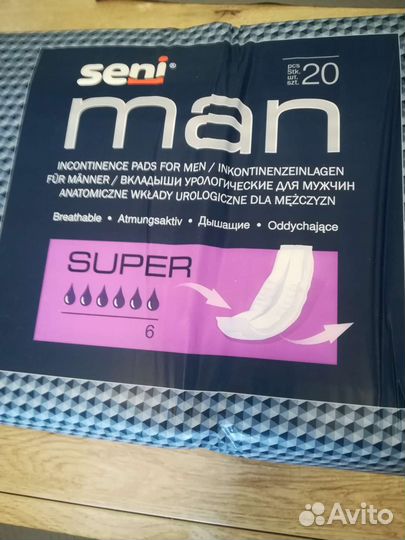 seni®
man
pcs
Stk.
шт.
szt.
20
INCONTINENCE PADS FOR MEN / INKONTINENZEINLAGEN
FÜR MÄNNER / ВКЛАДЫШИ УРОЛОГИЧЕСКИЕ ДЛЯ МУЖЧИН
ANATOMICZNE WKŁADY UROLOGICZNE DLA MĘŻCZYZN
Breathable • Atmungsaktiv • Дышащие • Oddychające
SUPER
6
Avito